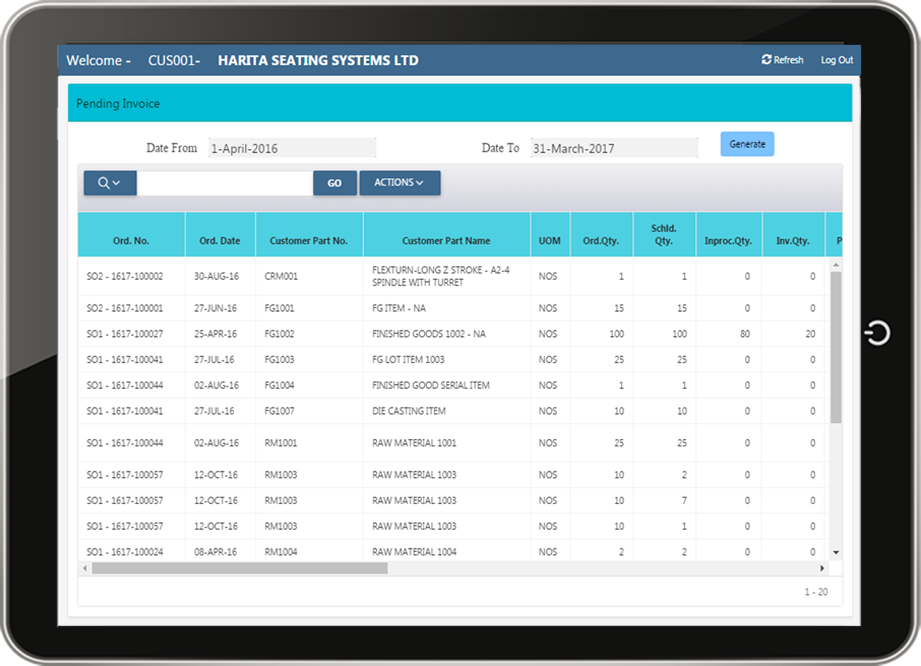 Welcome - CUS001- HARITA SEATING SYSTEMS LTD Refresh Log Out
Pending Invoice
Date From 1-April-2016 Date To 31-March-2017 Generate
GO ACTIONS
Ord. No. Ord. Date Customer Part No. Customer Part Name UOM Ord.Qty. Schld. Qty. Inproc.Qty. Inv.Qty. P
SO2 - 1617-100002 30-AUG-16 CRM001 FLEXTURN-LONG Z STROKE - A2-4 SPINDLE WITH TURRET NOS 1 1 0 0
SO2 - 1617-100001 27-JUN-16 FG1001 FG ITEM - NA NOS 15 15 0 0
SO1 - 1617-100027 25-APR-16 FG1002 FINISHED GOODS 1002 - NA NOS 100 100 80 20
SO1 - 1617-100041 27-JUL-16 FG1003 FG LOT ITEM 1003 NOS 25 25 0 0
SO1 - 1617-100044 02-AUG-16 FG1004 FINISHED GOOD SERIAL ITEM NOS 1 1 0 0
SO1 - 1617-100041 27-JUL-16 FG1007 DIE CASTING ITEM NOS 10 10 0 0
SO1 - 1617-100044 02-AUG-16 RM1001 RAW MATERIAL 1001 NOS 25 25 0 0
SO1 - 1617-100057 12-OCT-16 RM1003 RAW MATERIAL 1003 NOS 10 2 0 0
SO1 - 1617-100057 12-OCT-16 RM1003 RAW MATERIAL 1003 NOS 10 7 0 0
SO1 - 1617-100057 12-OCT-16 RM1003 RAW MATERIAL 1003 NOS 10 1 0 0
SO1 - 1617-100024 08-APR-16 RM1004 RAW MATERIAL 1004 NOS 2 2 0 0
1 - 20